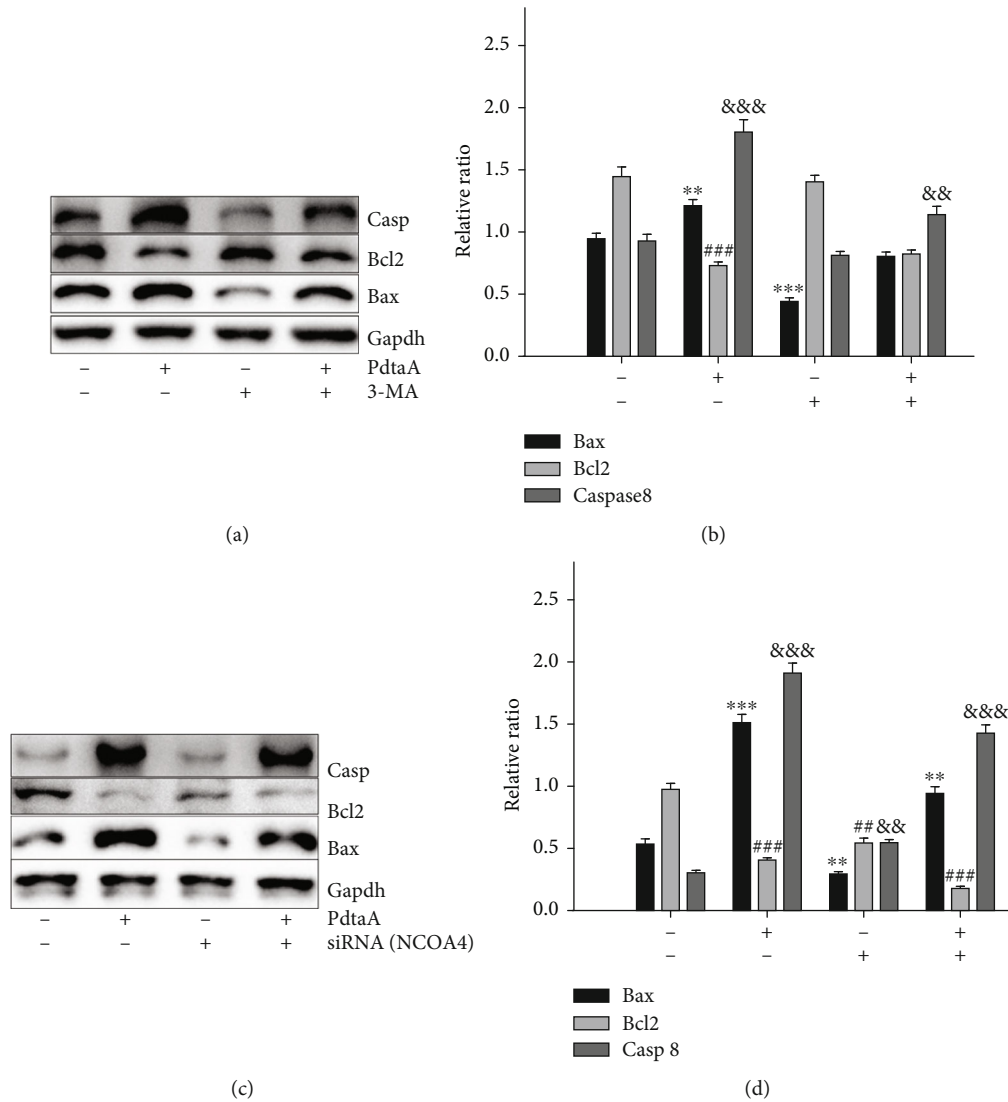 Casp
Bcl2
Bax
Gapdh
– + – + PdtaA
– – + + 3-MA
(a)
Relative ratio
2.5
2.0
1.5
1.0
0.5
0.0
** ### &&& *** &&
– + – +
– – + +
Bax
Bcl2
Caspase8
(b)
Casp
Bcl2
Bax
Gapdh
– + – + PdtaA
– – + + siRNA (NCOA4)
(c)
Relative ratio
2.5
2.0
1.5
1.0
0.5
0.0
*** ### &&& ** ## && ** ### &&&
– + – +
– – + +
Bax
Bcl2
Casp 8
(d)